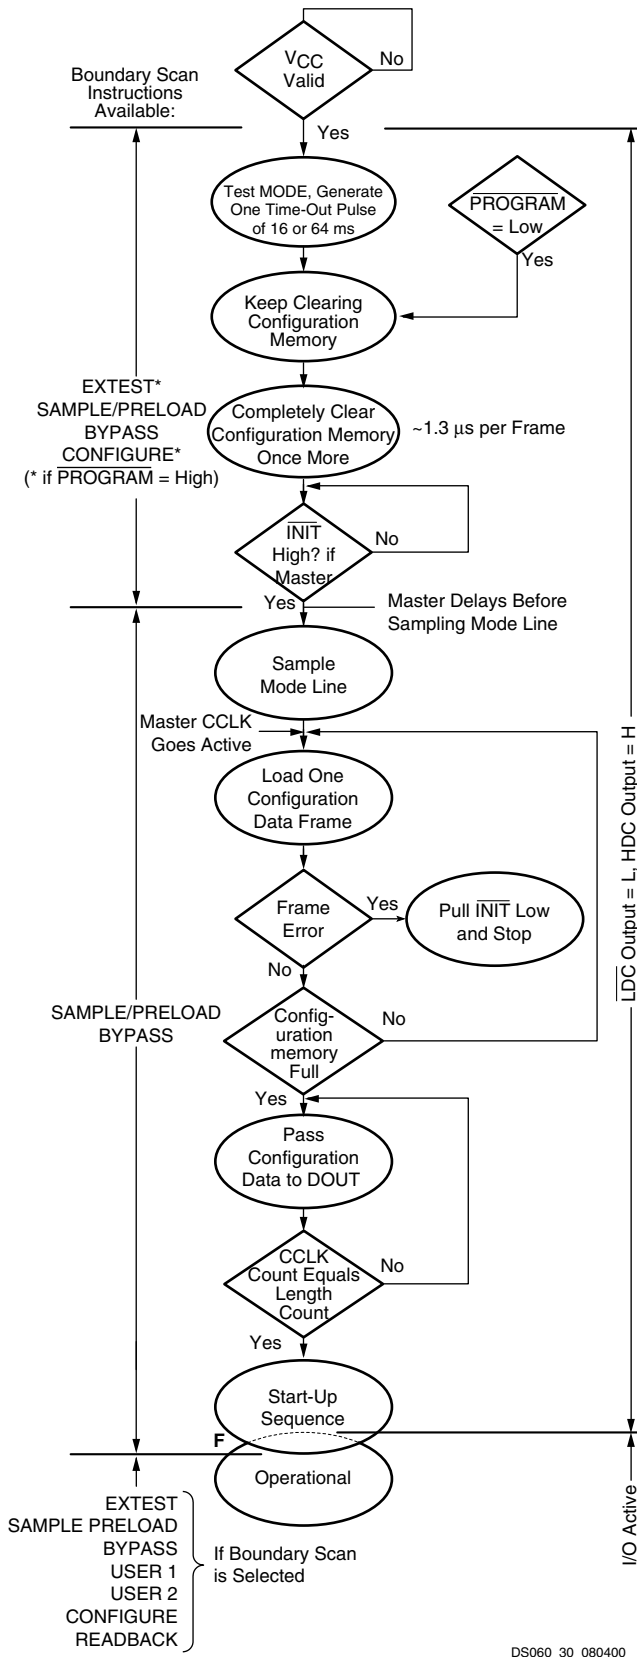 VCC
Valid
No
Boundary Scan
Instructions
Available:
Yes
Test MODE, Generate
One Time-Out Pulse
of 16 or 64 ms
PROGRAM
= Low
Yes
Keep Clearing
Configuration
Memory
EXTEST*
SAMPLE/PRELOAD
BYPASS
CONFIGURE*
(* if PROGRAM = High)
Completely Clear
Configuration Memory
Once More
~1.3 μs per Frame
INIT
High? if
Master
No
Yes
Master Delays Before
Sampling Mode Line
Sample
Mode Line
Master CCLK
Goes Active
Load One
Configuration
Data Frame
Frame
Error
Yes
Pull INIT Low
and Stop
No
SAMPLE/PRELOAD
BYPASS
Config-
uration
memory
Full
No
Yes
Pass
Configuration
Data to DOUT
CCLK
Count Equals
Length
Count
No
Yes
Start-Up
Sequence
F
Operational
LDC Output = L, HDC Output = H
I/O Active
EXTEST
SAMPLE PRELOAD
BYPASS
USER 1
USER 2
CONFIGURE
READBACK
If Boundary Scan
is Selected
DS060_30_080400